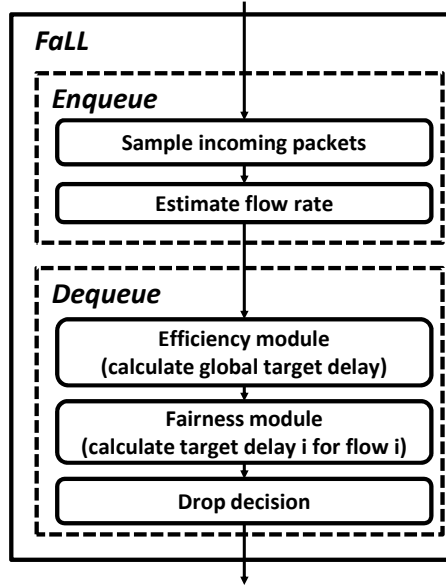 FaLL
Enqueue
Sample incoming packets
Estimate flow rate
Dequeue
Efficiency module
(calculate global target delay)
Fairness module
(calculate target delay i for flow i)
Drop decision